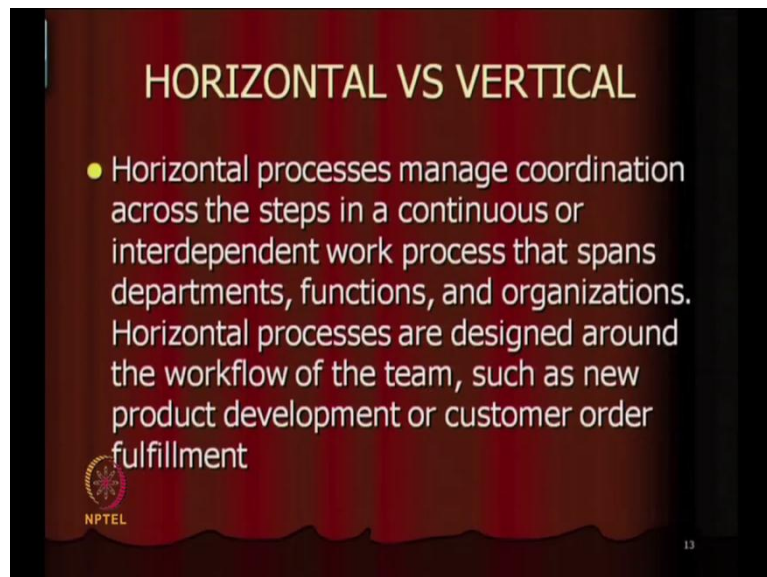 HORIZONTAL VS VERTICAL
Horizontal processes manage coordination
across the steps in a continuous or
interdependent work process that spans
departments, functions, and organizations.
Horizontal processes are designed around
the workflow of the team, such as new
product development or customer order
fulfillment
NPTEL
13